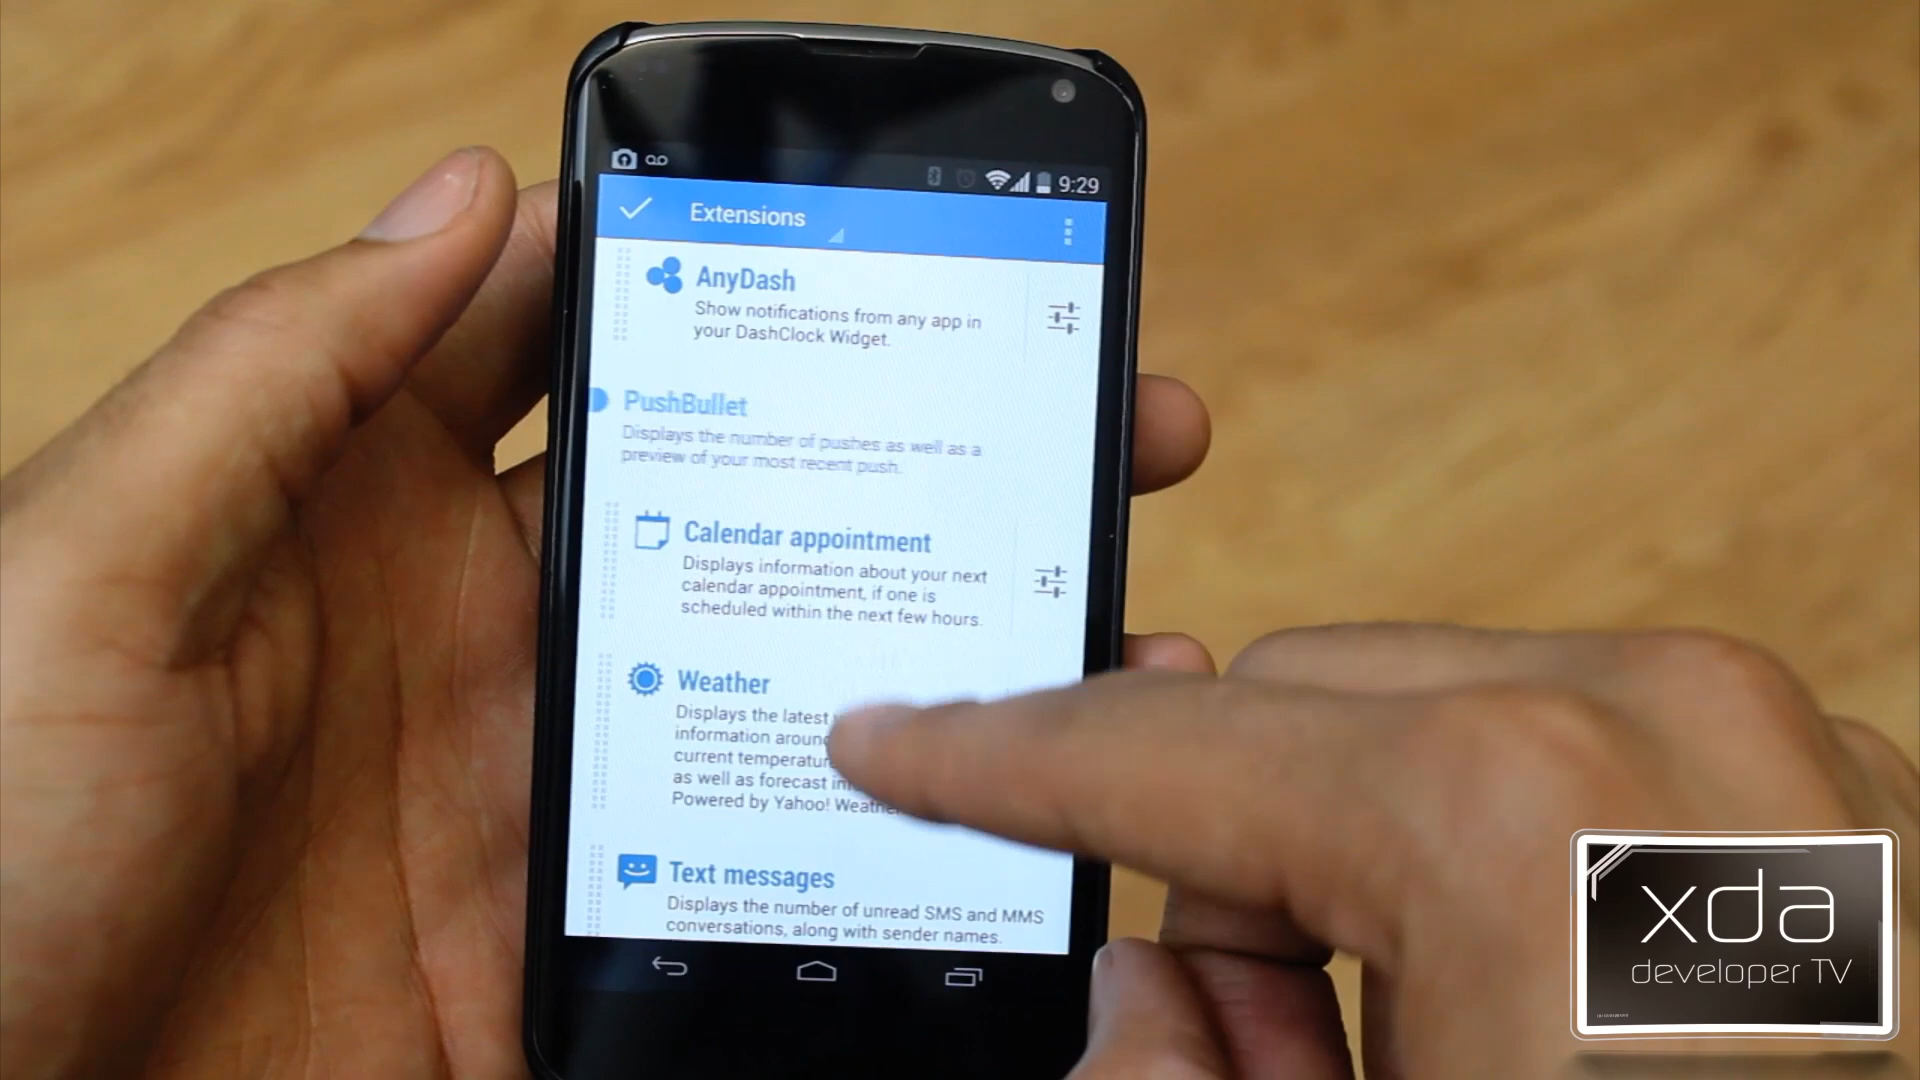 9:29
Extensions
AnyDash
Show notifications from any app in
your DashClock Widget.
PushBullet
Displays the number of pushes as well as a
preview of your most recent push.
Calendar appointment
Displays information about your next
calendar appointment, if one is
scheduled within the next few hours.
Weather
Displays the latest
information around
current temperature
as well as forecast
Powered by Yahoo! Weather
Text messages
Displays the number of unread SMS and MMS
conversations, along with sender names.
xda
developer TV